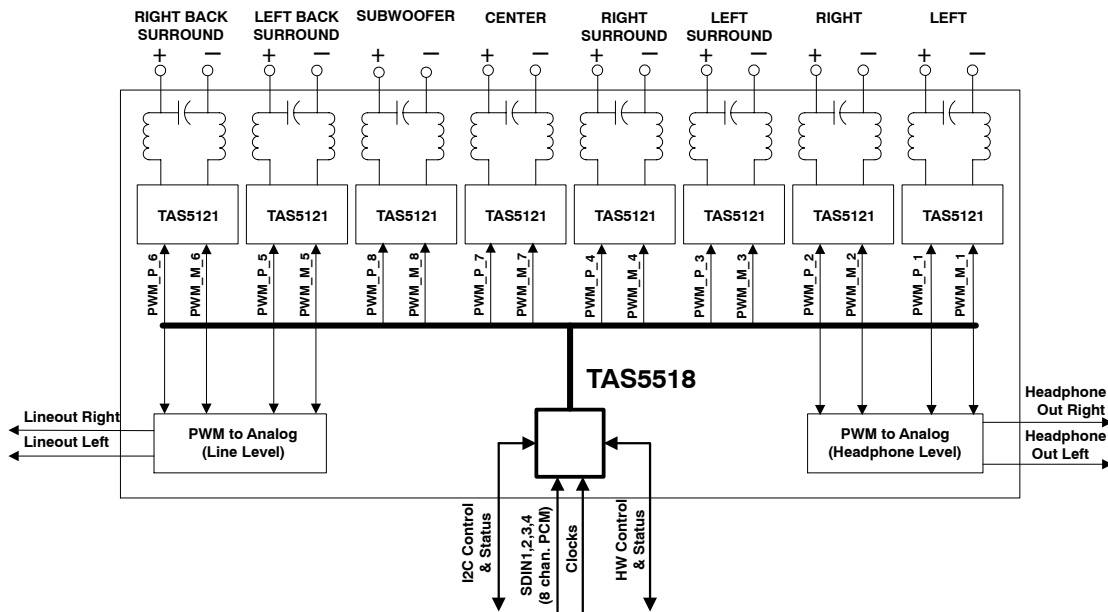 RIGHT BACK
SURROUND
LEFT BACK
SURROUND
SUBWOOFER
CENTER
RIGHT
SURROUND
LEFT
SURROUND
RIGHT
LEFT
+ −
+ −
+ −
+ −
+ −
+ −
+ −
+ −
TAS5121
TAS5121
TAS5121
TAS5121
TAS5121
TAS5121
TAS5121
TAS5121
PWM_P_6
PWM_M_6
PWM_P_5
PWM_M_5
PWM_P_8
PWM_M_8
PWM_P_7
PWM_M_7
PWM_P_4
PWM_M_4
PWM_P_3
PWM_M_3
PWM_P_2
PWM_M_2
PWM_P_1
PWM_M_1
TAS5518
Lineout Right
Lineout Left
PWM to Analog
(Line Level)
PWM to Analog
(Headphone Level)
Headphone
Out Right
Headphone
Out Left
I2C Control
& Status
SDIN1,2,3,4
(8 chan. PCM)
Clocks
HW Control
& Status